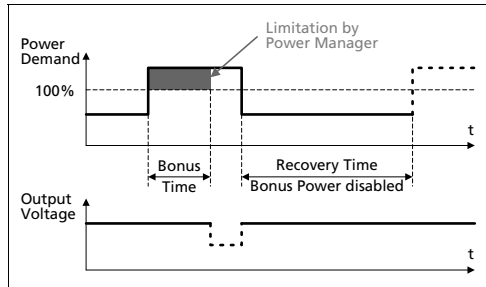 Power
Demand
Limitation by
Power Manager
100%
t
Bonus
Time
Recovery Time
Bonus Power disabled
Output
Voltage
t